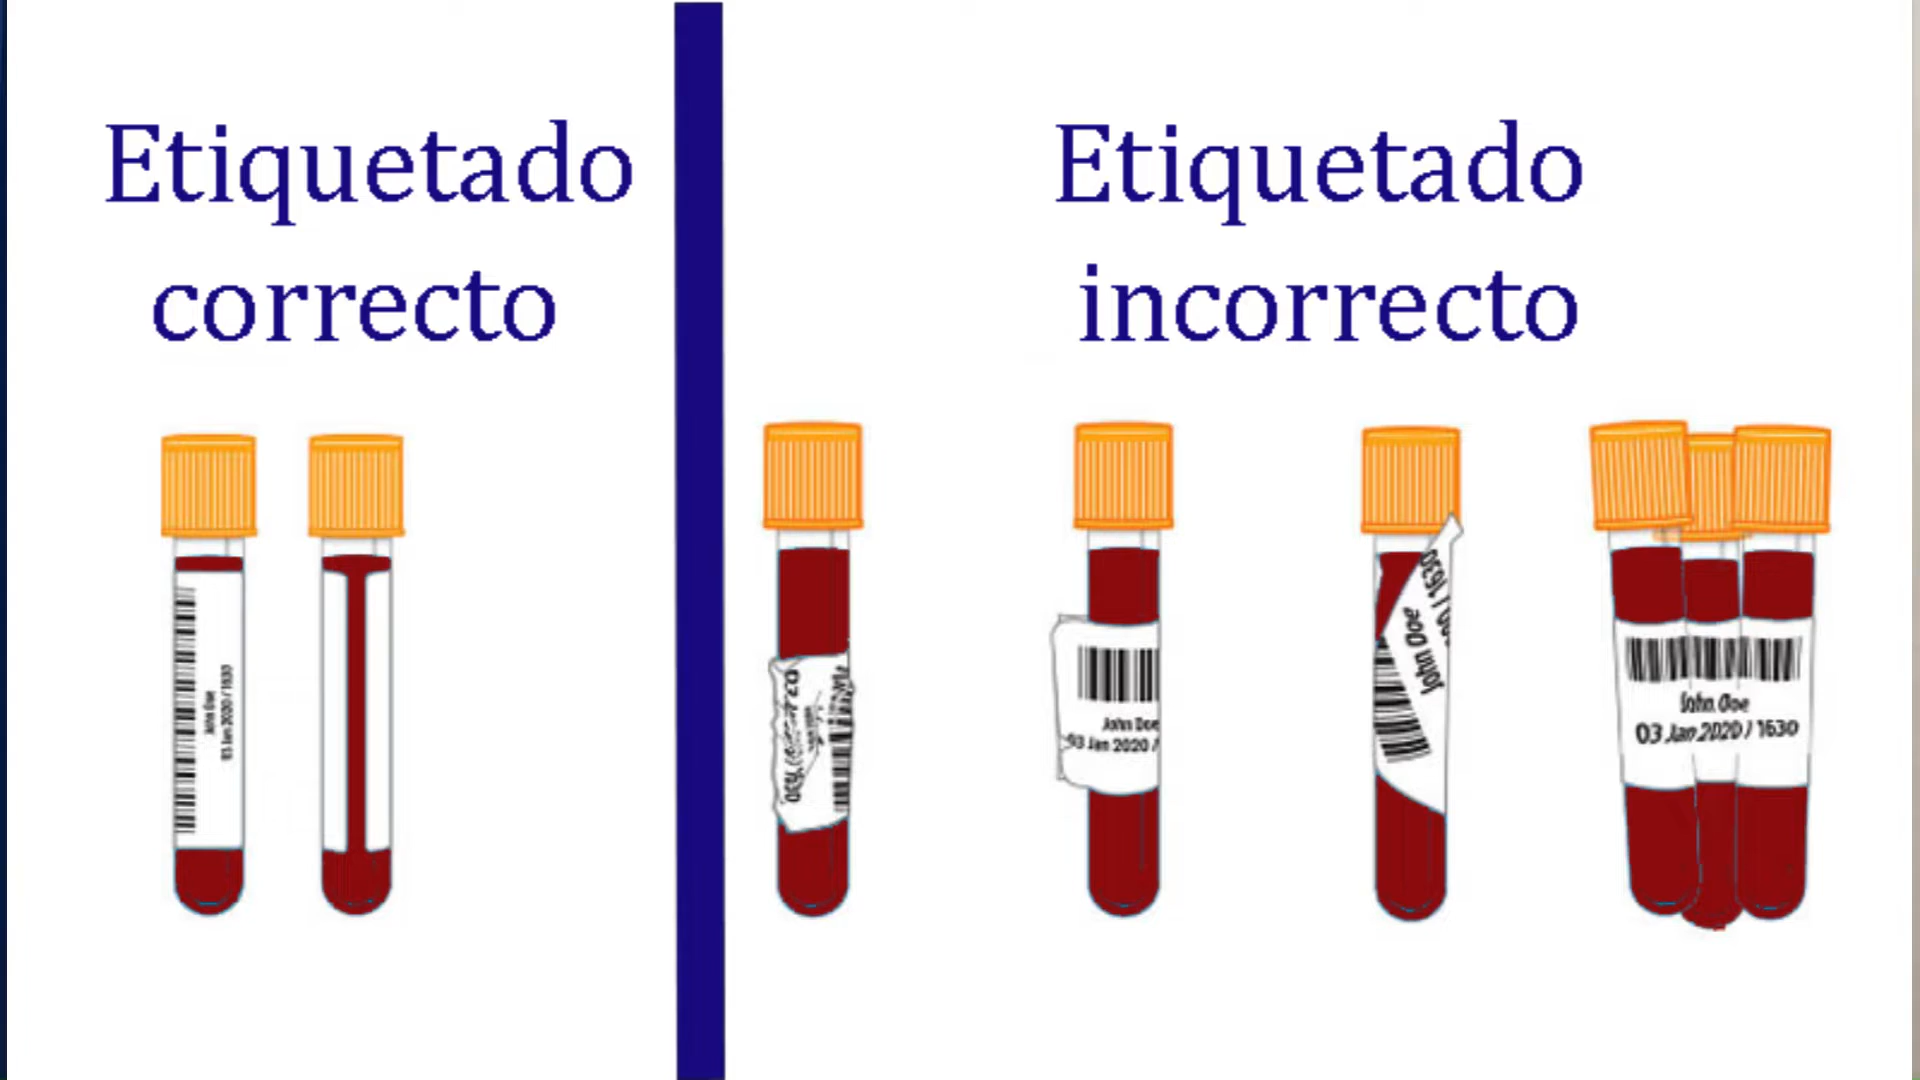 Etiquetado
correcto
Etiquetado
incorrecto
John Doe
03 Jan 2020 / 1630
John Doe
03 Jan 2020 /
John Doe
/ 1630
John Doe
03 Jan 2020 / 1630